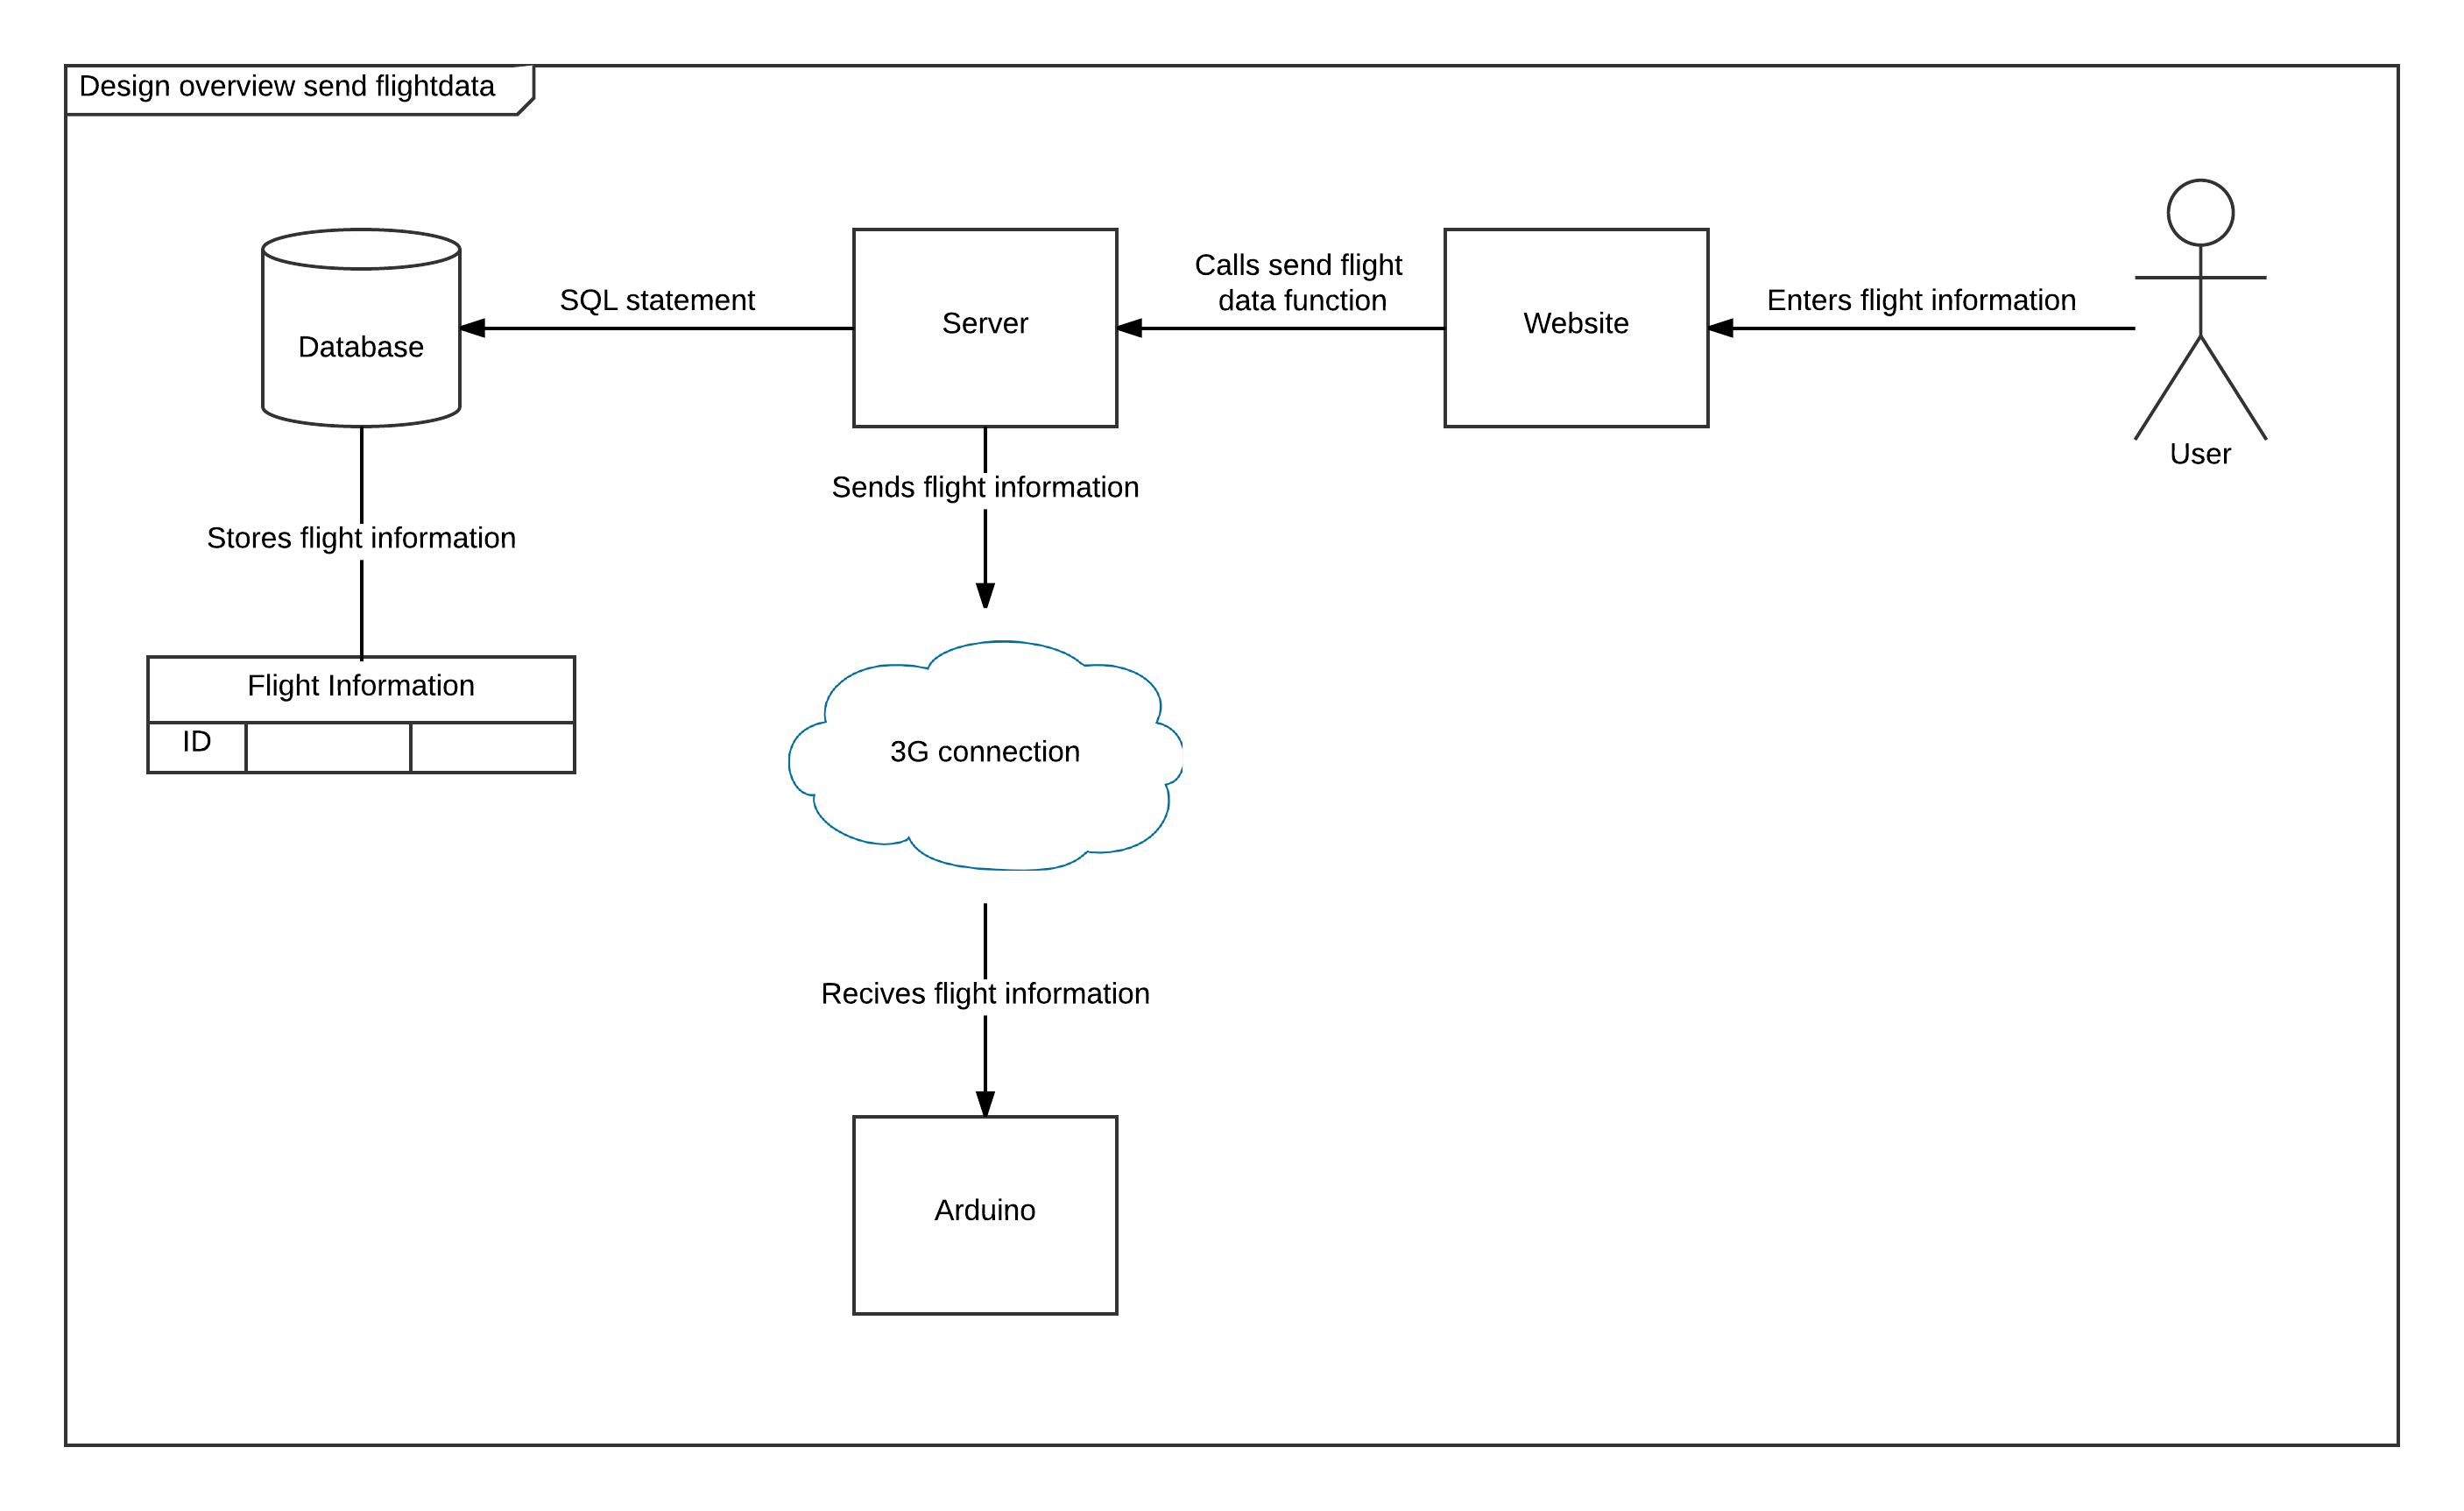 Design overview send flightdata
Database
SQL statement
Server
Calls send flight
data function
Website
Enters flight information
User
Stores flight information
Sends flight information
Flight Information
ID
3G connection
Recives flight information
Arduino